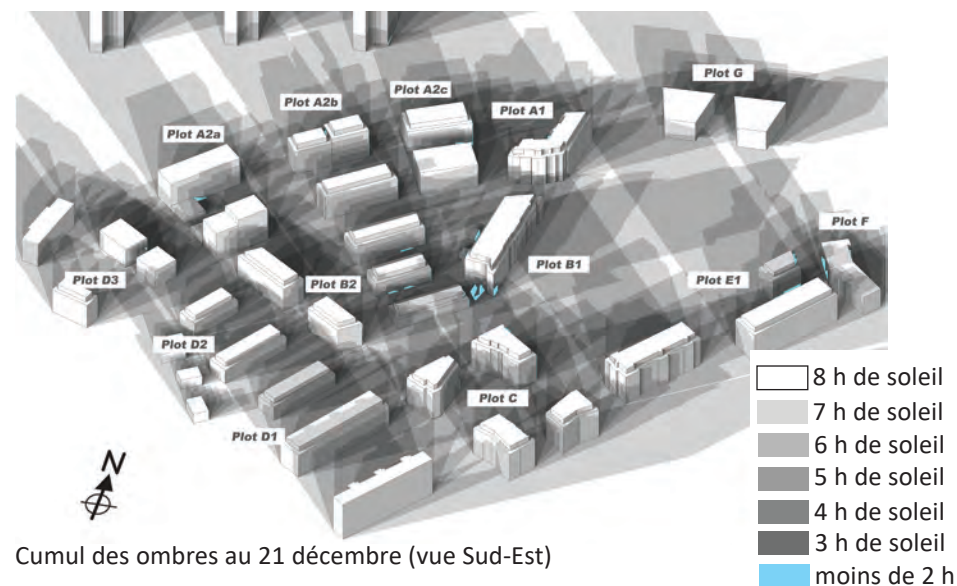 Plot G
Plot A2c
Plot A2b
Plot A1
Plot A2a
Plot F
Plot B1
Plot E1
Plot D3
Plot B2
Plot D2
Plot C
Plot D1
N
8 h de soleil
7 h de soleil
6 h de soleil
5 h de soleil
4 h de soleil
3 h de soleil
moins de 2 h
Cumul des ombres au 21 décembre (vue Sud-Est)